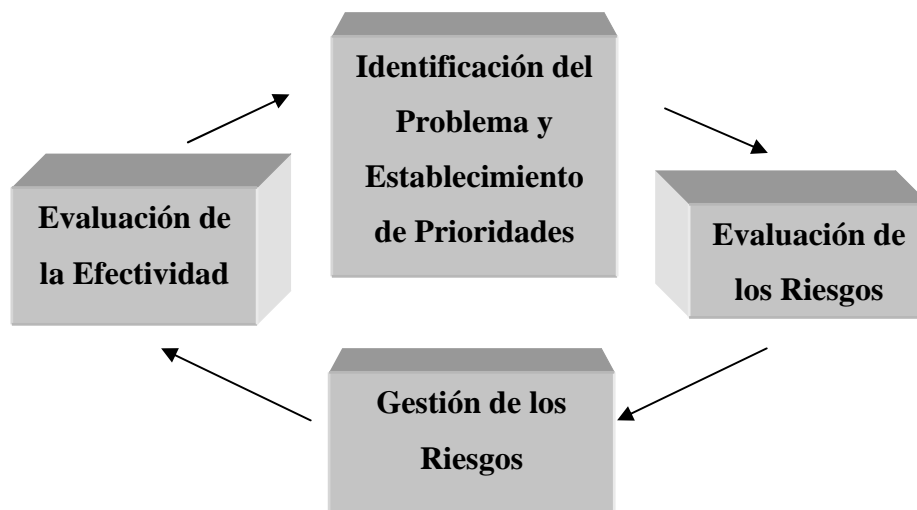 Identificación del
Problema y
Establecimiento
de Prioridades
Evaluación de
la Efectividad
Evaluación de
los Riesgos
Gestión de los
Riesgos